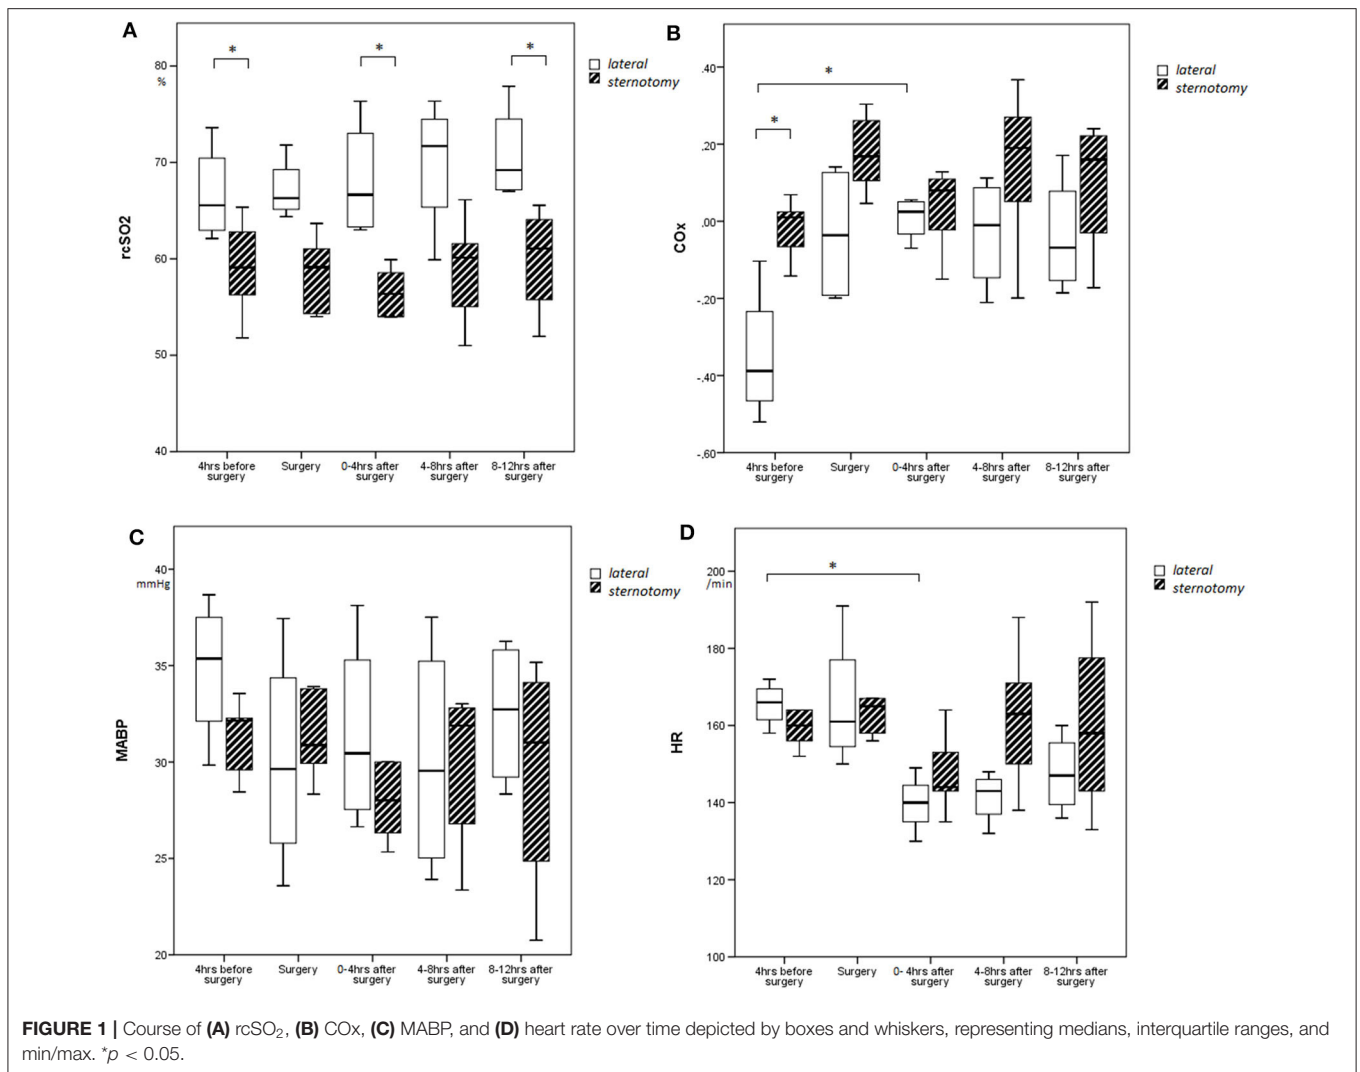 A
*
*
*
80
%
70
60
50
40
rcSO2
lateral
sternotomy
4hrs before surgery
Surgery
0-4hrs after surgery
4-8hrs after surgery
8-12hrs after surgery
B
*
*
,40
,20
,00
-,20
-,40
-,60
COx
lateral
sternotomy
4hrs before surgery
Surgery
0-4hrs after surgery
4-8hrs after surgery
8-12hrs after surgery
C
40
mmHg
35
30
25
20
MABP
lateral
sternotomy
4hrs before surgery
Surgery
0-4hrs after surgery
4-8hrs after surgery
8-12hrs after surgery
D
*
200
/min
180
160
140
120
100
HR
lateral
sternotomy
4hrs before surgery
Surgery
0- 4hrs after surgery
4-8hrs after surgery
8-12hrs after surgery
FIGURE 1 | Course of (A) rcSO₂, (B) COx, (C) MABP, and (D) heart rate over time depicted by boxes and whiskers, representing medians, interquartile ranges, and
min/max. *p < 0.05.